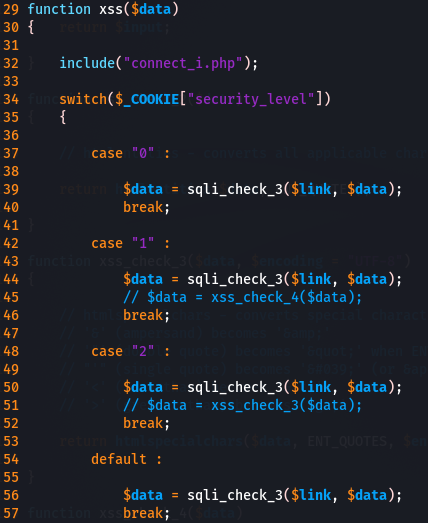 29 function xss($data)
30 {
31
32     include("connect_i.php");
33
34     switch($_COOKIE["security_level"])
35     {
36
37         case "0" :
38
39             $data = sqli_check_3($link, $data);
40             break;
41
42         case "1" :
43
44             $data = sqli_check_3($link, $data);
45             // $data = xss_check_4($data);
46             break;
47
48         case "2" :
49
50             $data = sqli_check_3($link, $data);
51             // $data = xss_check_3($data);
52             break;
53
54         default :
55
56             $data = sqli_check_3($link, $data);
57             break;